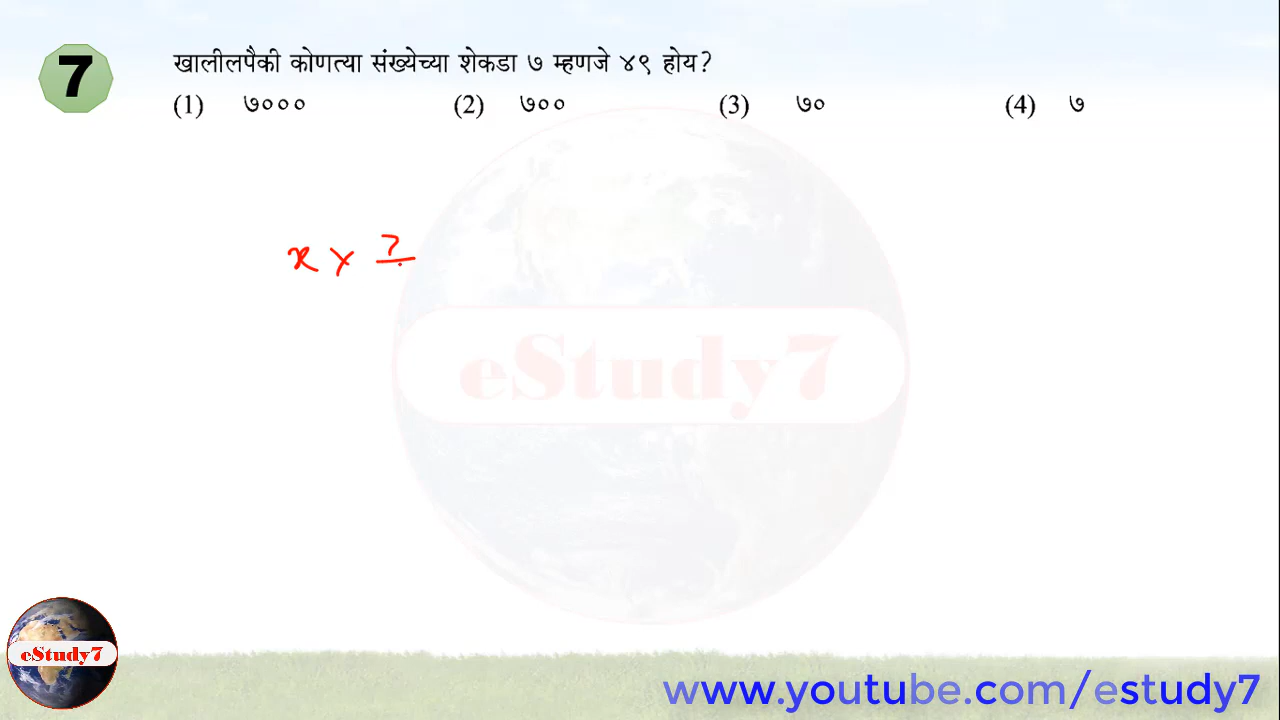 7
खालीलपैकी कोणत्या संख्येच्या शेकडा ७ म्हणजे ४९ होय?
(1) ७००० (2) ७०० (3) ७० (4) ७
x × 7
eStudy7
eStudy7
www.youtube.com/estudy7